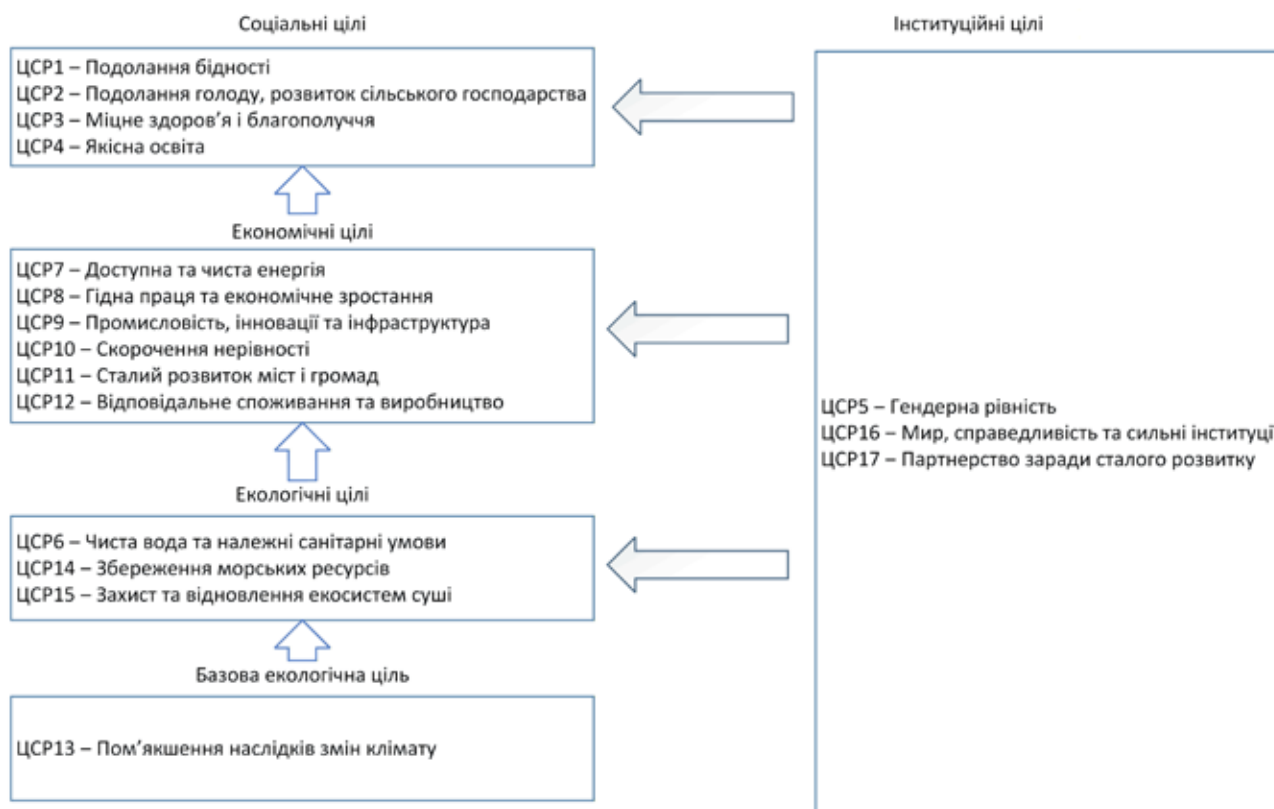 Соціальні цілі
ЦСР1 – Подолання бідності
ЦСР2 – Подолання голоду, розвиток сільського господарства
ЦСР3 – Міцне здоров’я і благополуччя
ЦСР4 – Якісна освіта
Економічні цілі
ЦСР7 – Доступна та чиста енергія
ЦСР8 – Гідна праця та економічне зростання
ЦСР9 – Промисловість, інновації та інфраструктура
ЦСР10 – Скорочення нерівності
ЦСР11 – Сталий розвиток міст і громад
ЦСР12 – Відповідальне споживання та виробництво
Екологічні цілі
ЦСР6 – Чиста вода та належні санітарні умови
ЦСР14 – Збереження морських ресурсів
ЦСР15 – Захист та відновлення екосистем суші
Базова екологічна ціль
ЦСР13 – Пом’якшення наслідків змін клімату
Інституційні цілі
ЦСР5 – Гендерна рівність
ЦСР16 – Мир, справедливість та сильні інституції
ЦСР17 – Партнерство заради сталого розвитку